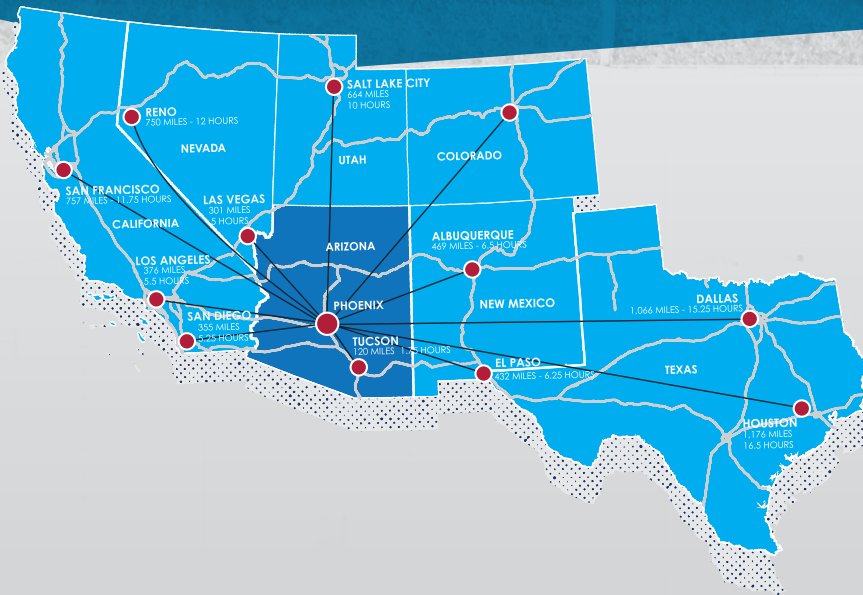 SALT LAKE CITY
664 MILES
10 HOURS
RENO
750 MILES - 12 HOURS
NEVADA
UTAH
COLORADO
SAN FRANCISCO
757 MILES - 11.75 HOURS
LAS VEGAS
301 MILES
5 HOURS
CALIFORNIA
ARIZONA
ALBUQUERQUE
469 MILES - 6.5 HOURS
LOS ANGELES
376 MILES
5.5 HOURS
PHOENIX
NEW MEXICO
DALLAS
1,066 MILES - 15.25 HOURS
SAN DIEGO
355 MILES
5.25 HOURS
TUCSON
120 MILES 1.75 HOURS
EL PASO
432 MILES - 6.25 HOURS
TEXAS
HOUSTON
1,176 MILES
16.5 HOURS